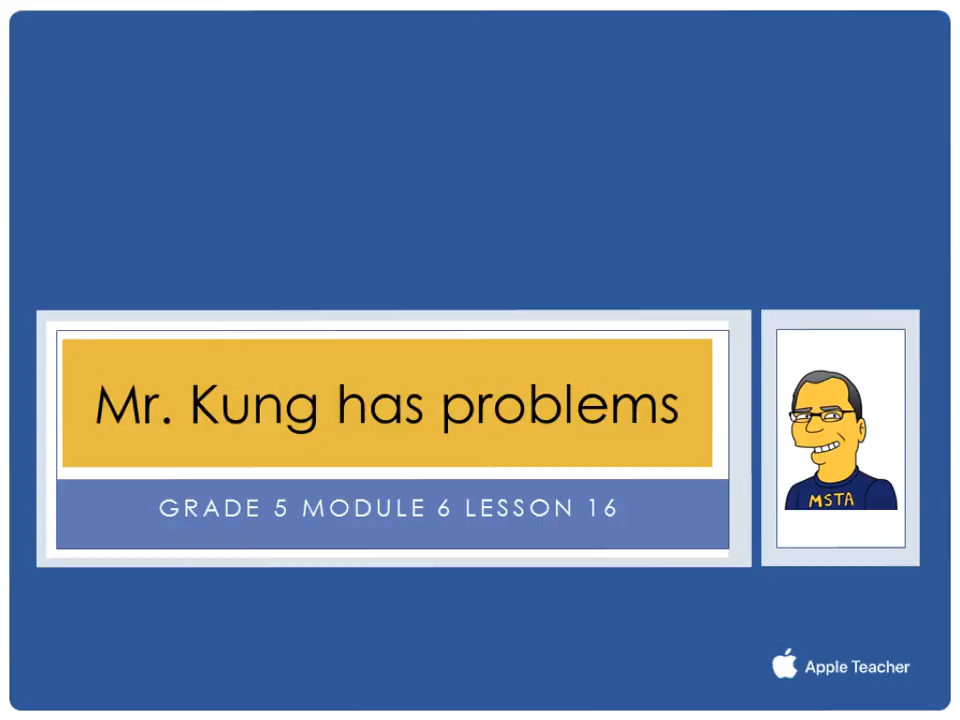 Mr. Kung has problems
GRADE 5 MODULE 6 LESSON 16
MSTA
Apple Teacher